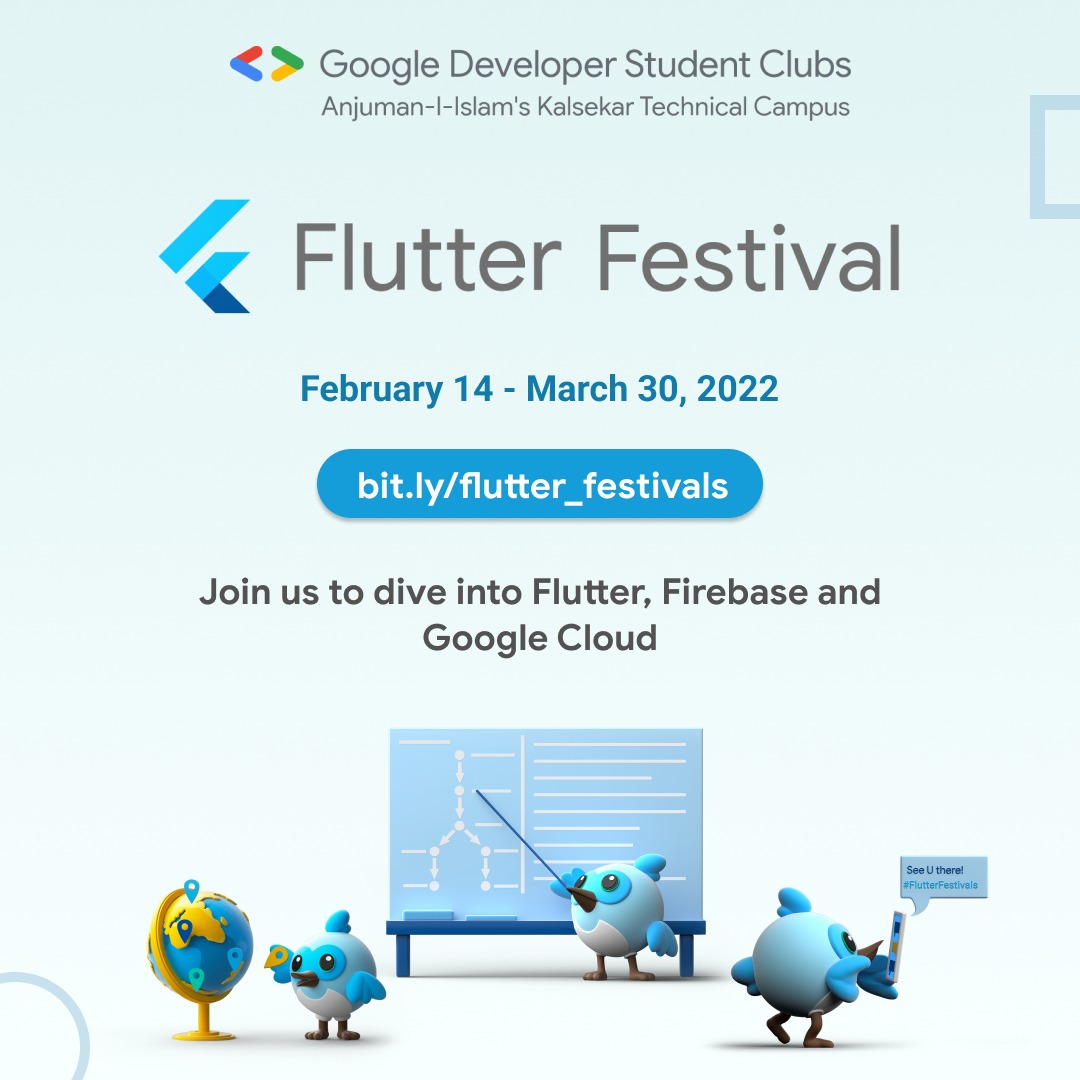 Google Developer Student Clubs
Anjuman-I-Islam's Kalsekar Technical Campus
Flutter Festival
February 14 - March 30, 2022
bit.ly/flutter_festivals
Join us to dive into Flutter, Firebase and
Google Cloud
See U there!
#FlutterFestivals